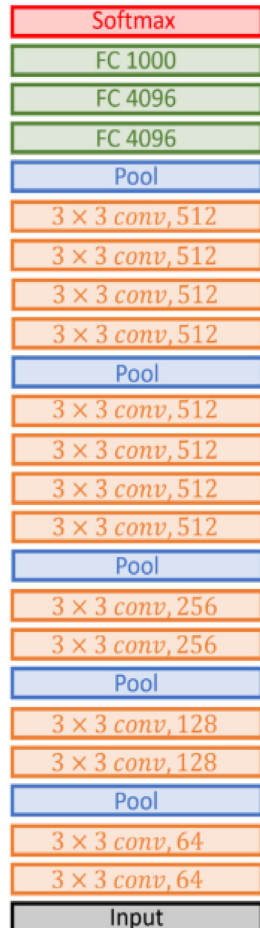 Softmax
FC 1000
FC 4096
FC 4096
Pool
3 × 3 conv, 512
3 × 3 conv, 512
3 × 3 conv, 512
3 × 3 conv, 512
Pool
3 × 3 conv, 512
3 × 3 conv, 512
3 × 3 conv, 512
3 × 3 conv, 512
Pool
3 × 3 conv, 256
3 × 3 conv, 256
Pool
3 × 3 conv, 128
3 × 3 conv, 128
Pool
3 × 3 conv, 64
3 × 3 conv, 64
Input